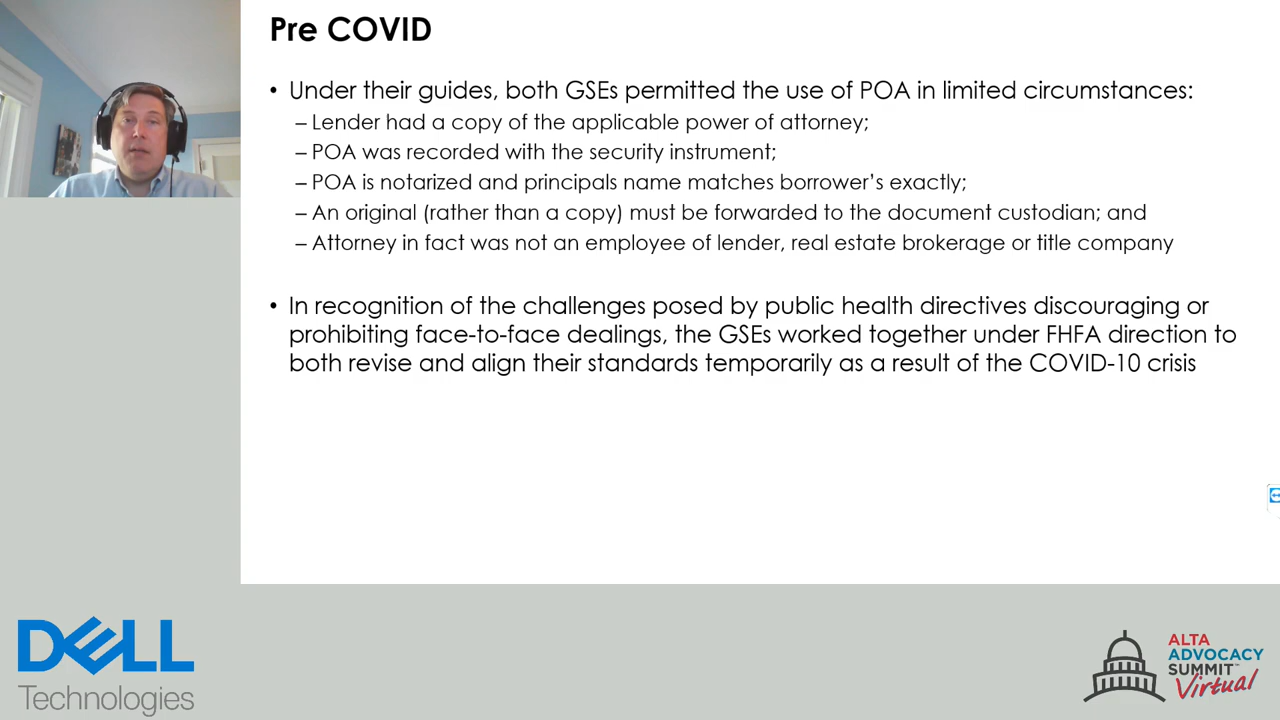 Pre COVID
• Under their guides, both GSEs permitted the use of POA in limited circumstances:
– Lender had a copy of the applicable power of attorney;
– POA was recorded with the security instrument;
– POA is notarized and principals name matches borrower’s exactly;
– An original (rather than a copy) must be forwarded to the document custodian; and
– Attorney in fact was not an employee of lender, real estate brokerage or title company
• In recognition of the challenges posed by public health directives discouraging or
prohibiting face-to-face dealings, the GSEs worked together under FHFA direction to
both revise and align their standards temporarily as a result of the COVID-10 crisis
DELL
Technologies
ALTA
ADVOCACY
SUMMIT™
Virtual